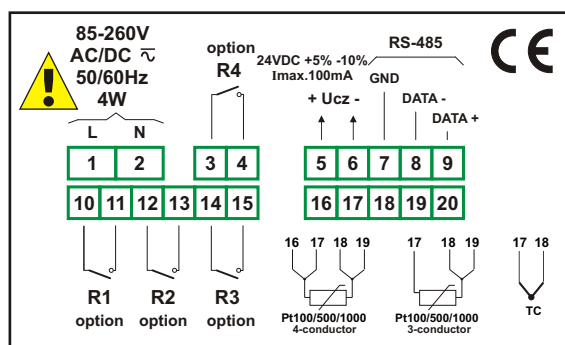 85-260V
AC/DC
50/60Hz
4W
L N
option
R4
24VDC +5% -10%
Imax.100mA
+ Ucz -
RS-485
GND
DATA -
DATA +
CE
1 2 3 4 5 6 7 8 9
10 11 12 13 14 15 16 17 18 19 20
R1
option
R2
option
R3
option
16 17 18 19
Pt100/500/1000
4-conductor
17 18 19
Pt100/500/1000
3-conductor
17 18
TC